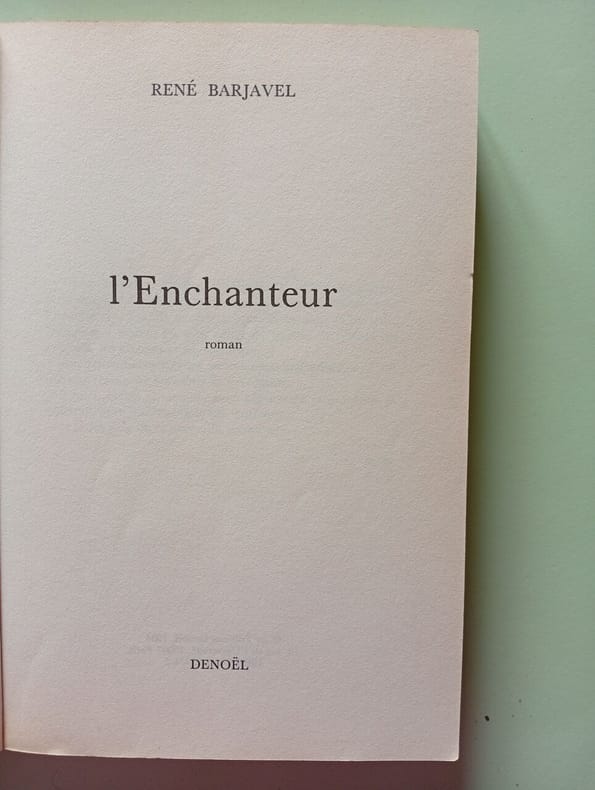 RENÉ BARJAVEL
l'Enchanteur
roman
DENOËL